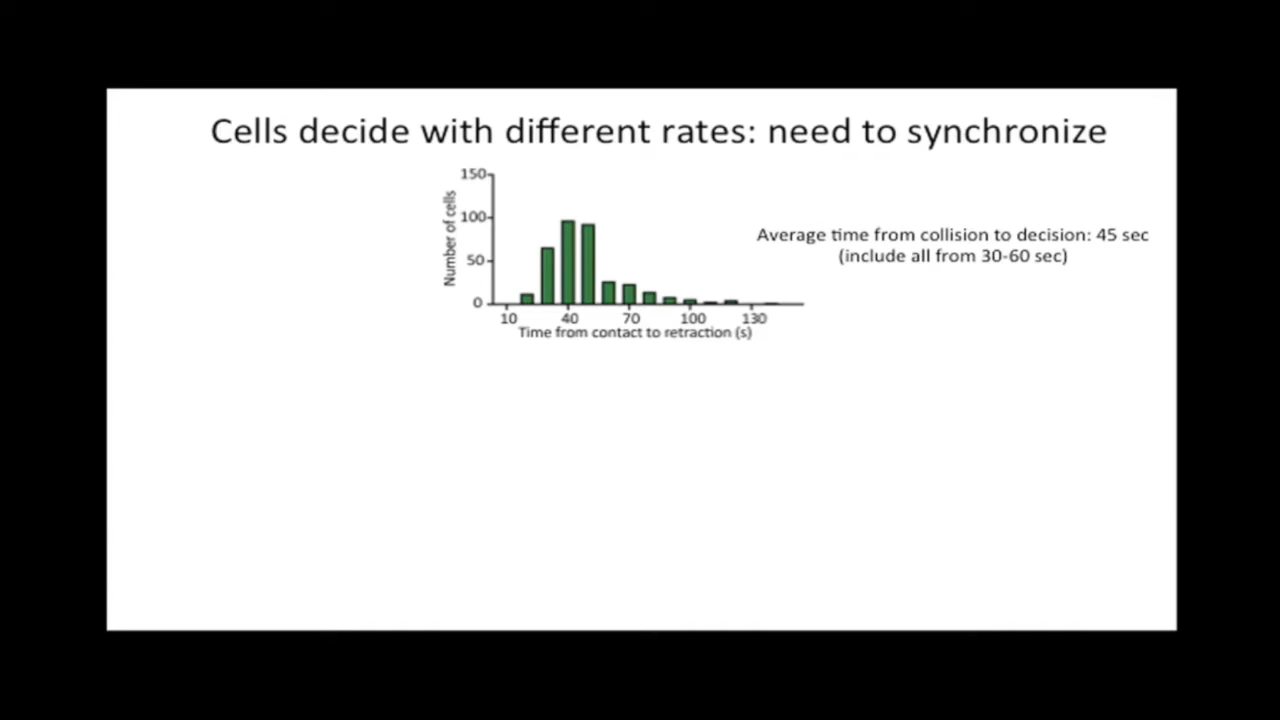 Cells decide with different rates: need to synchronize
150
100
50
0
Number of cells
10 40 70 100 130
Time from contact to retraction (s)
Average time from collision to decision: 45 sec
(include all from 30-60 sec)